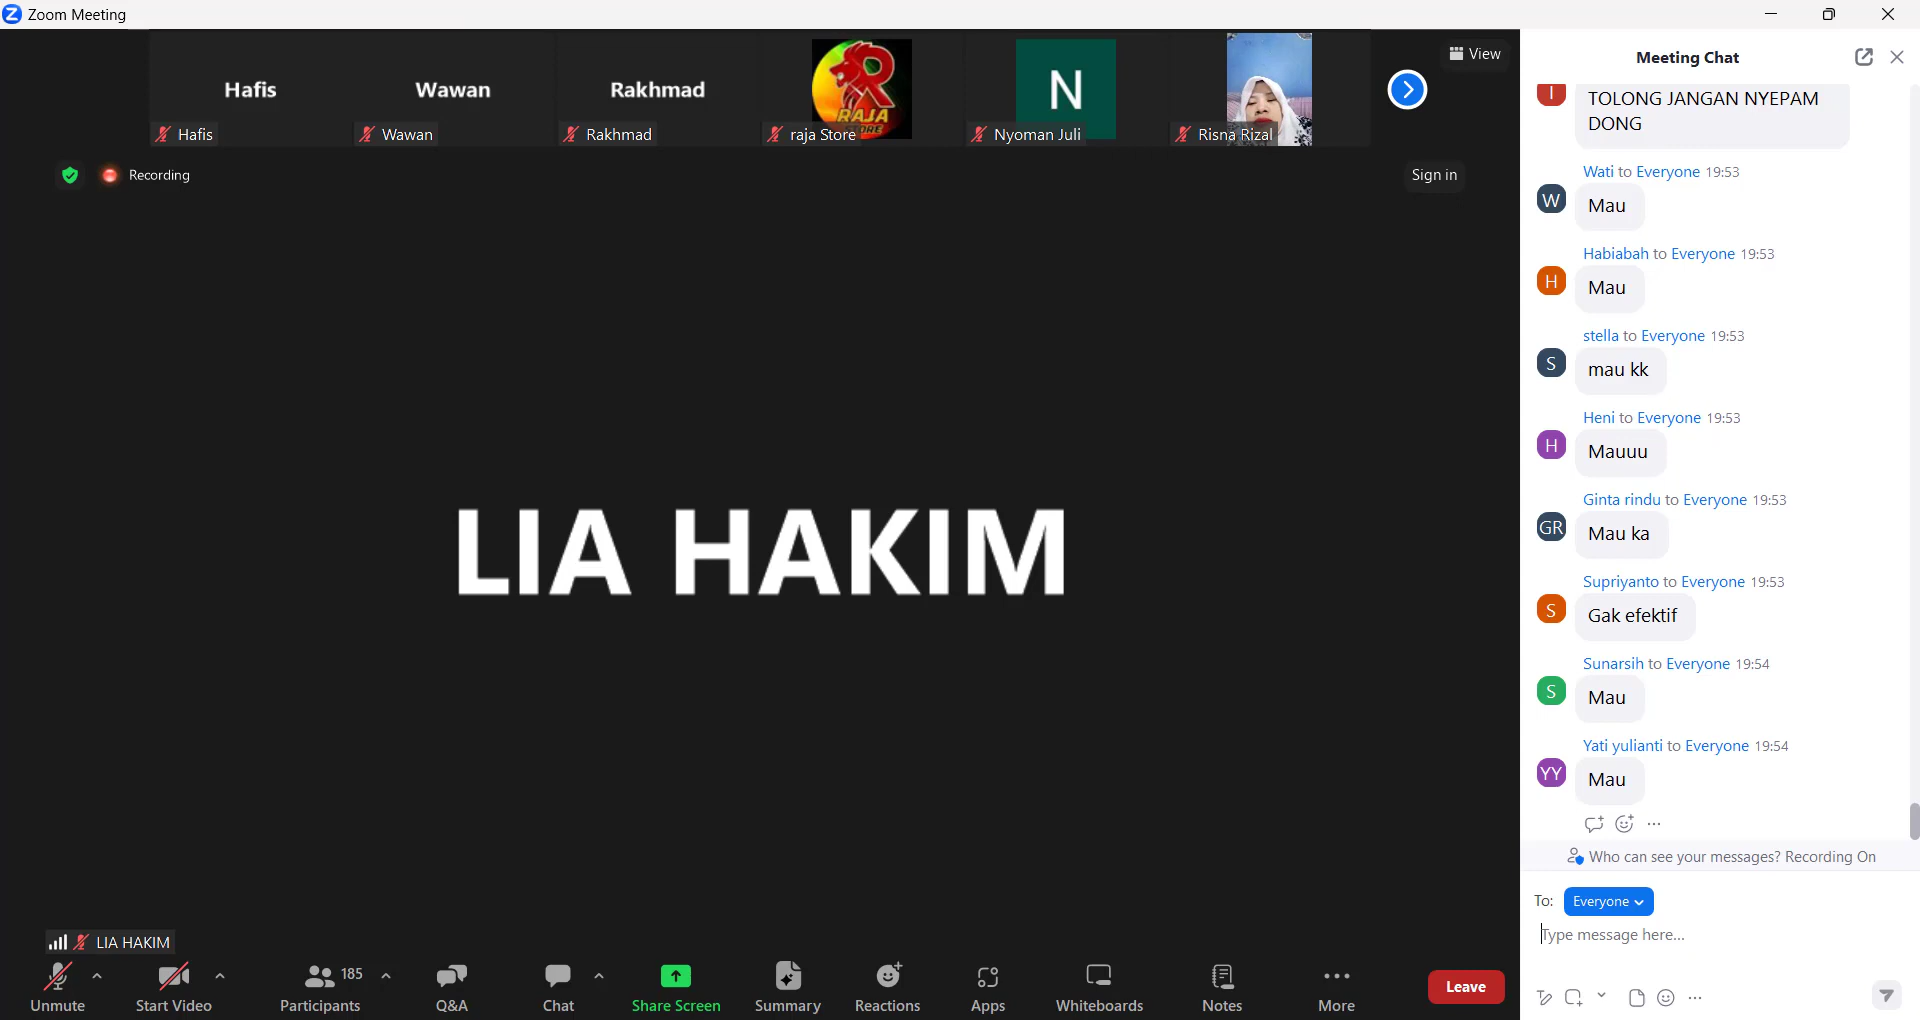 Zoom Meeting
Hafis
Wawan
Rakhmad
R
RAJA
STORE
N
Hafis
Wawan
Rakhmad
raja Store
Nyoman Juli
Risna Rizal
View
Recording
Sign in
LIA HAKIM
LIA HAKIM
Unmute
Start Video
185
Participants
Q&A
Chat
Share Screen
Summary
Reactions
Apps
Whiteboards
Notes
More
Leave
Meeting Chat
I
TOLONG JANGAN NYEPAM
DONG
Wati to Everyone 19:53
W
Mau
Habiabah to Everyone 19:53
H
Mau
stella to Everyone 19:53
S
mau kk
Heni to Everyone 19:53
H
Mauuu
Ginta rindu to Everyone 19:53
GR
Mau ka
Supriyanto to Everyone 19:53
S
Gak efektif
Sunarsih to Everyone 19:54
S
Mau
Yati yulianti to Everyone 19:54
YY
Mau
Who can see your messages? Recording On
To: Everyone
Type message here...